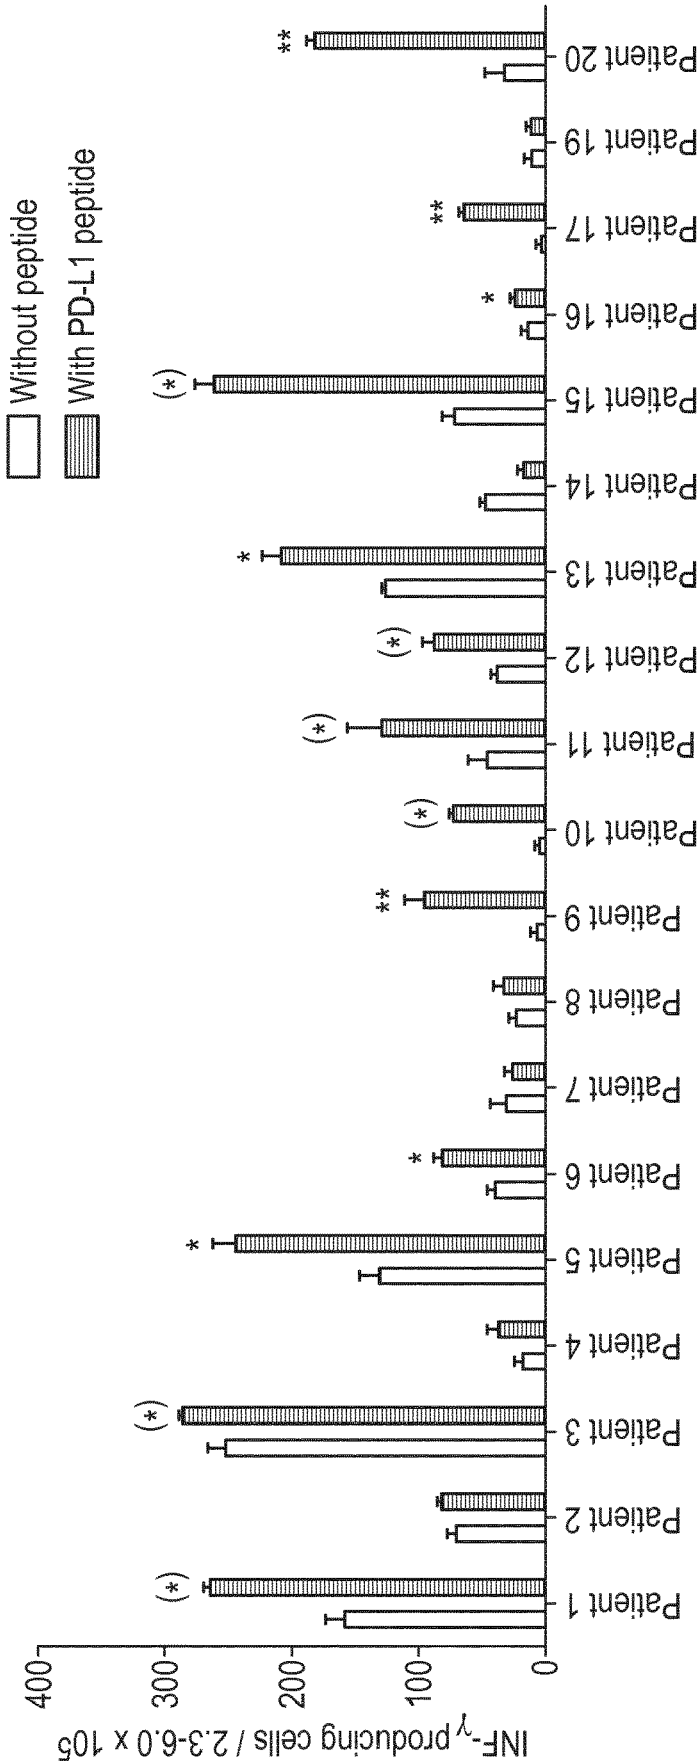 Without peptide
With PD-L1 peptide
INF-γ producing cells / 2.3-6.0 x 10⁵
400
300
200
100
0
(*)
(*)
*
*
**
(*)
(*)
(*)
*
(*)
*
**
**
Patient 1
Patient 2
Patient 3
Patient 4
Patient 5
Patient 6
Patient 7
Patient 8
Patient 9
Patient 10
Patient 11
Patient 12
Patient 13
Patient 14
Patient 15
Patient 16
Patient 17
Patient 19
Patient 20